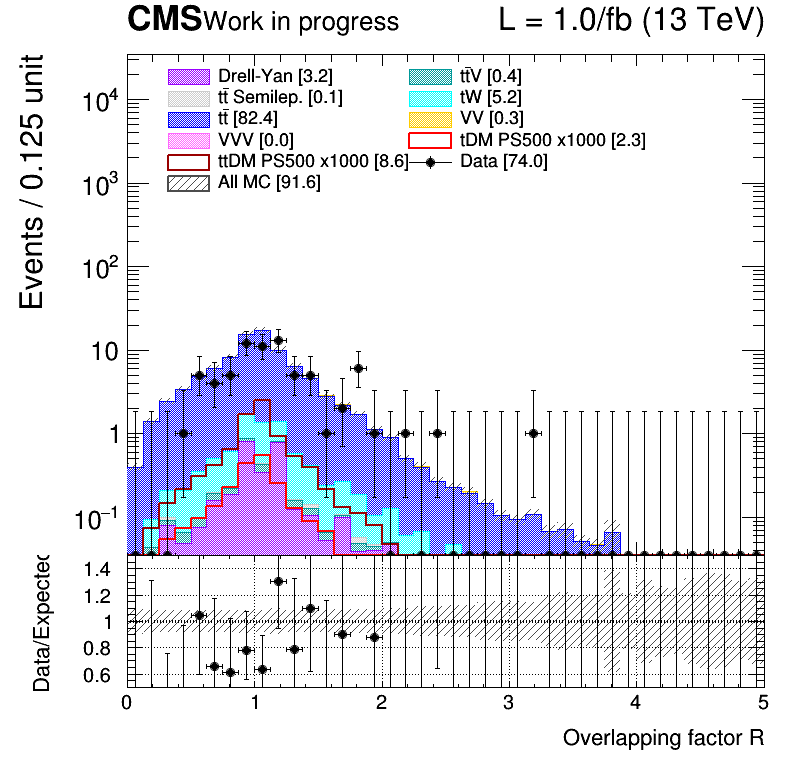 CMS Work in progress L = 1.0/fb (13 TeV)
Events / 0.125 unit
10⁴
10³
10²
10
1
10⁻¹
Drell-Yan [3.2]
tt̄ Semilep. [0.1]
tt̄ [82.4]
VVV [0.0]
ttDM PS500 x1000 [8.6]
All MC [91.6]
tt̄V [0.4]
tW [5.2]
VV [0.3]
tDM PS500 x1000 [2.3]
Data [74.0]
Data/Expected
1.4
1.2
1
0.8
0.6
0 1 2 3 4 5
Overlapping factor R